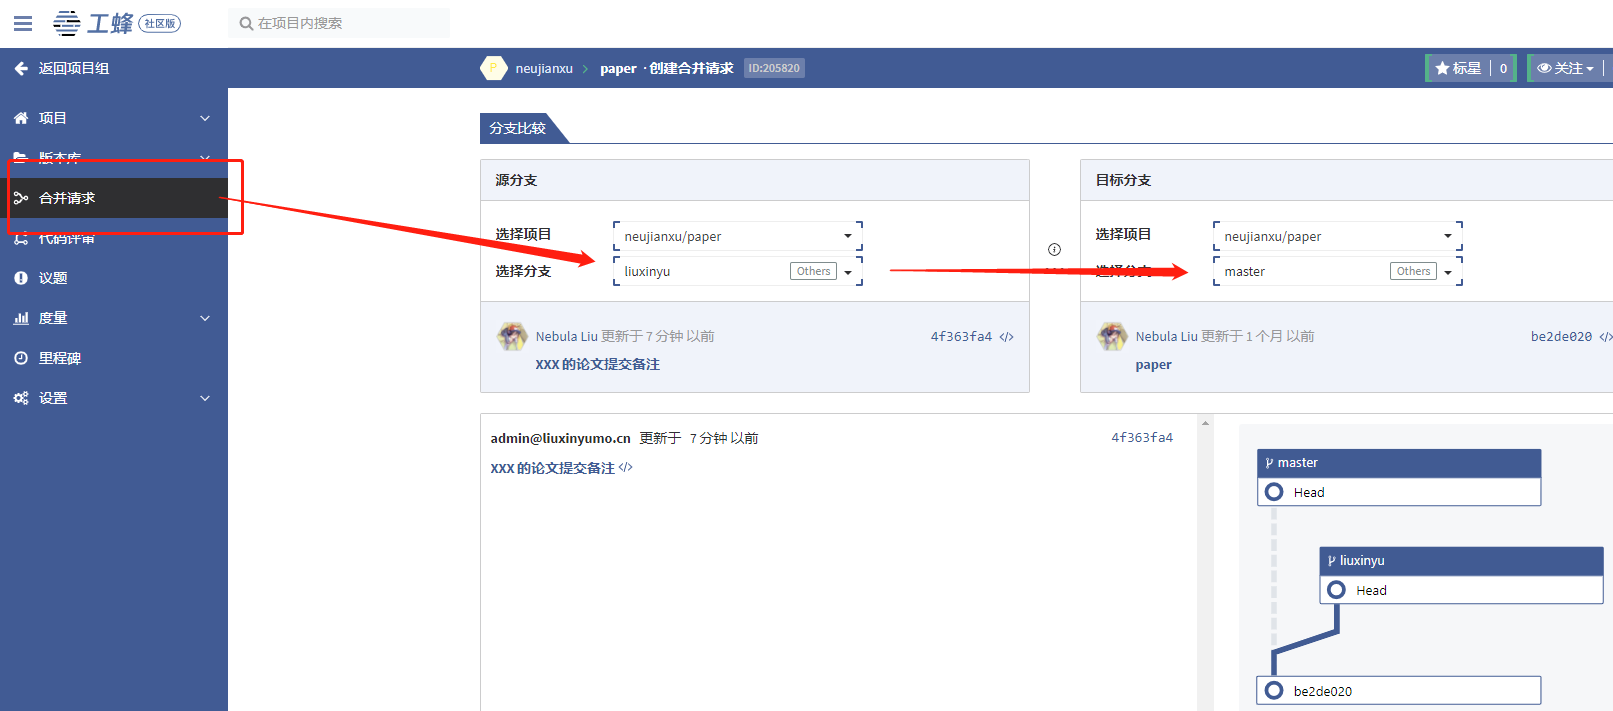 工蜂 社区版
在项目内搜索
返回项目组
neujianxu > paper · 创建合并请求 ID:205820
标星 0
关注
项目
版本库
合并请求
代码评审
议题
度量
里程碑
设置
分支比较
源分支
选择项目 neujianxu/paper
选择分支 liuxinyu Others
Nebula Liu 更新于 7 分钟 以前 4f363fa4
XXX 的论文提交备注
目标分支
选择项目 neujianxu/paper
选择分支 master Others
Nebula Liu 更新于 1 个月 以前 be2de020
paper
admin@liuxinyumo.cn 更新于 7 分钟 以前 4f363fa4
XXX 的论文提交备注
master
Head
liuxinyu
Head
be2de020